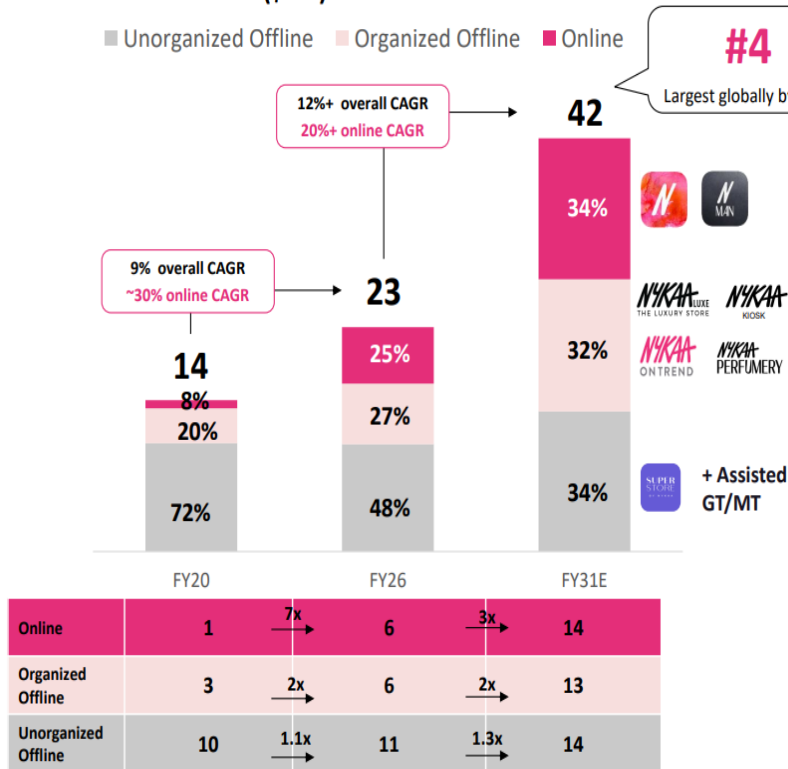 Unorganized Offline Organized Offline Online
#4
Largest globally b
12%+ overall CAGR
20%+ online CAGR
42
34%
N
N
MAN
9% overall CAGR
~30% online CAGR
23
NYKAA LUXE
THE LUXURY STORE
NYKAA
KIOSK
14
25%
32%
NYKAA
ONTREND
NYKAA
PERFUMERY
8%
20%
27%
72%
48%
34%
SUPER
STORE
+ Assisted
GT/MT
FY20 FY26 FY31E
Online 1 7x 6 3x 14
Organized
Offline 3 2x 6 2x 13
Unorganized
Offline 10 1.1x 11 1.3x 14